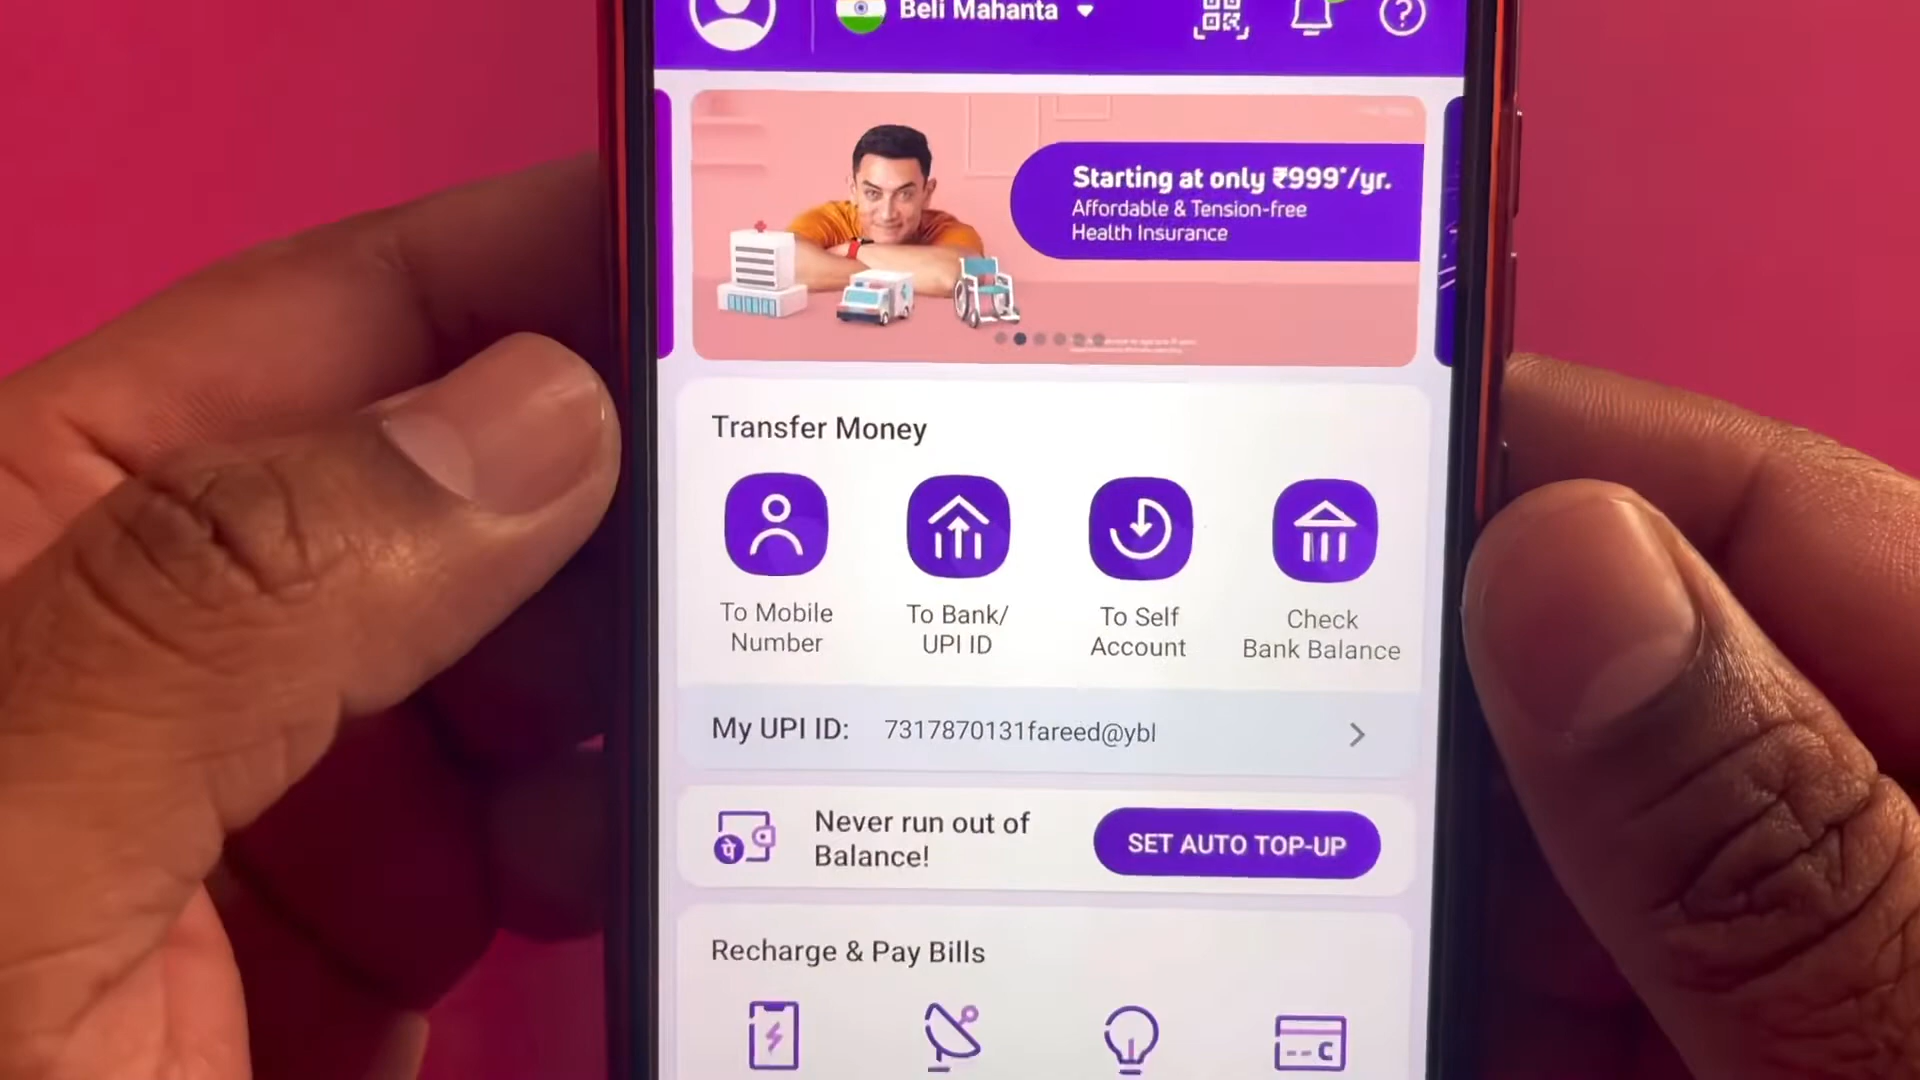 Beli Mahanta
Starting at only ₹999*/yr.
Affordable & Tension-free
Health Insurance
Transfer Money
To Mobile
Number
To Bank/
UPI ID
To Self
Account
Check
Bank Balance
My UPI ID: 7317870131fareed@ybl
पे
Never run out of
Balance!
SET AUTO TOP-UP
Recharge & Pay Bills